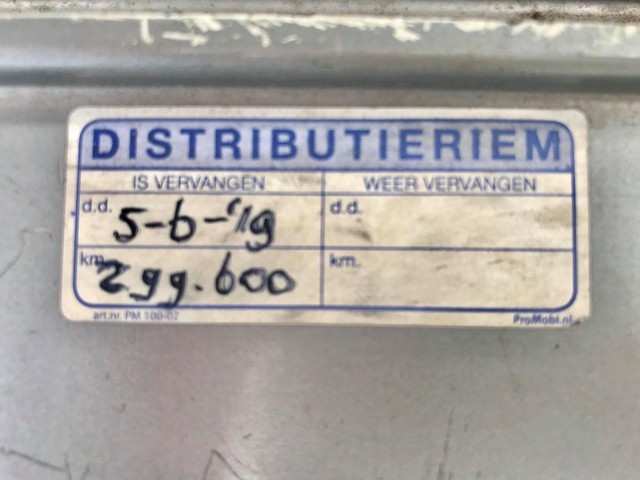 DISTRIBUTIERIEM
IS VERVANGEN WEER VERVANGEN
d.d. 5-6-'19 d.d.
km. 299.600 km.
art.nr. PM 100-02 ProMobi.nl